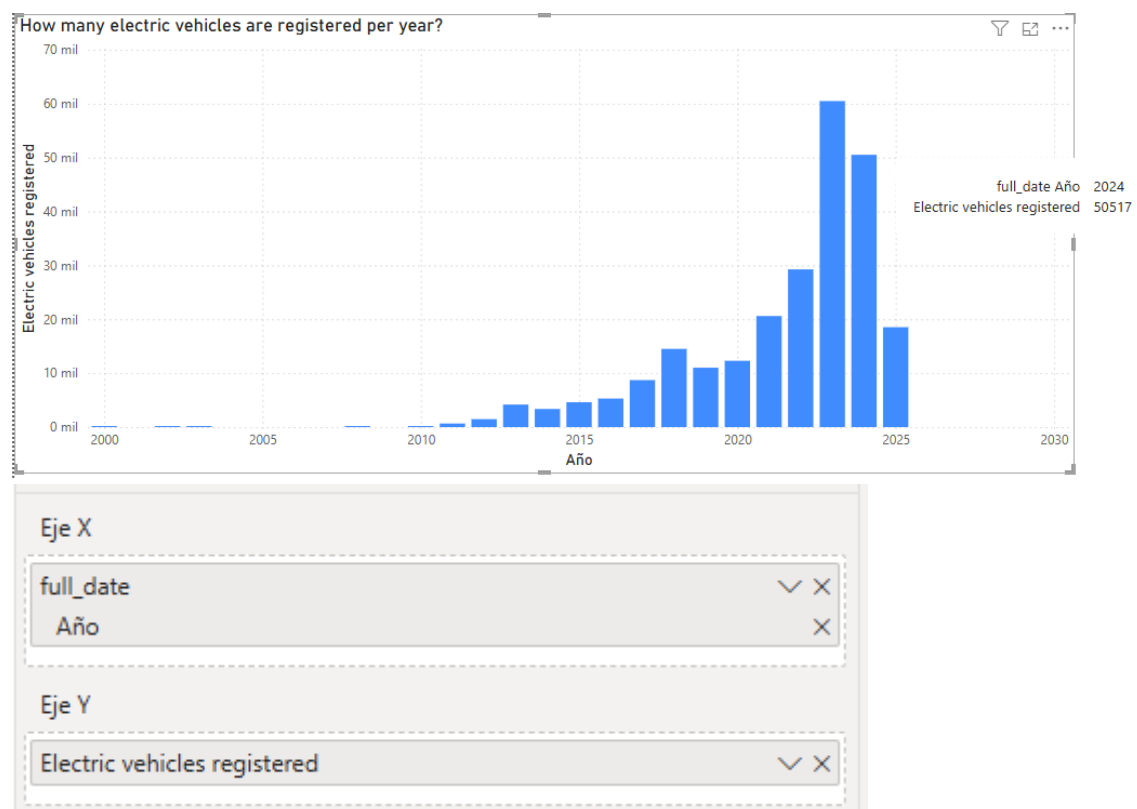 How many electric vehicles are registered per year?
70 mil
60 mil
50 mil
40 mil
30 mil
20 mil
10 mil
0 mil
Electric vehicles registered
full_date Año 2024
Electric vehicles registered 50517
2000 2005 2010 2015 2020 2025 2030
Año
Eje X
full_date
Año
Eje Y
Electric vehicles registered